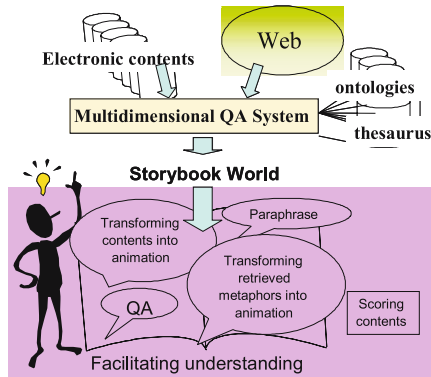 Web
Electronic contents
ontologies
Multidimensional QA System
thesaurus
Storybook World
Transforming
contents into
animation
Paraphrase
Transforming
retrieved
metaphors into
animation
QA
Scoring
contents
Facilitating understanding